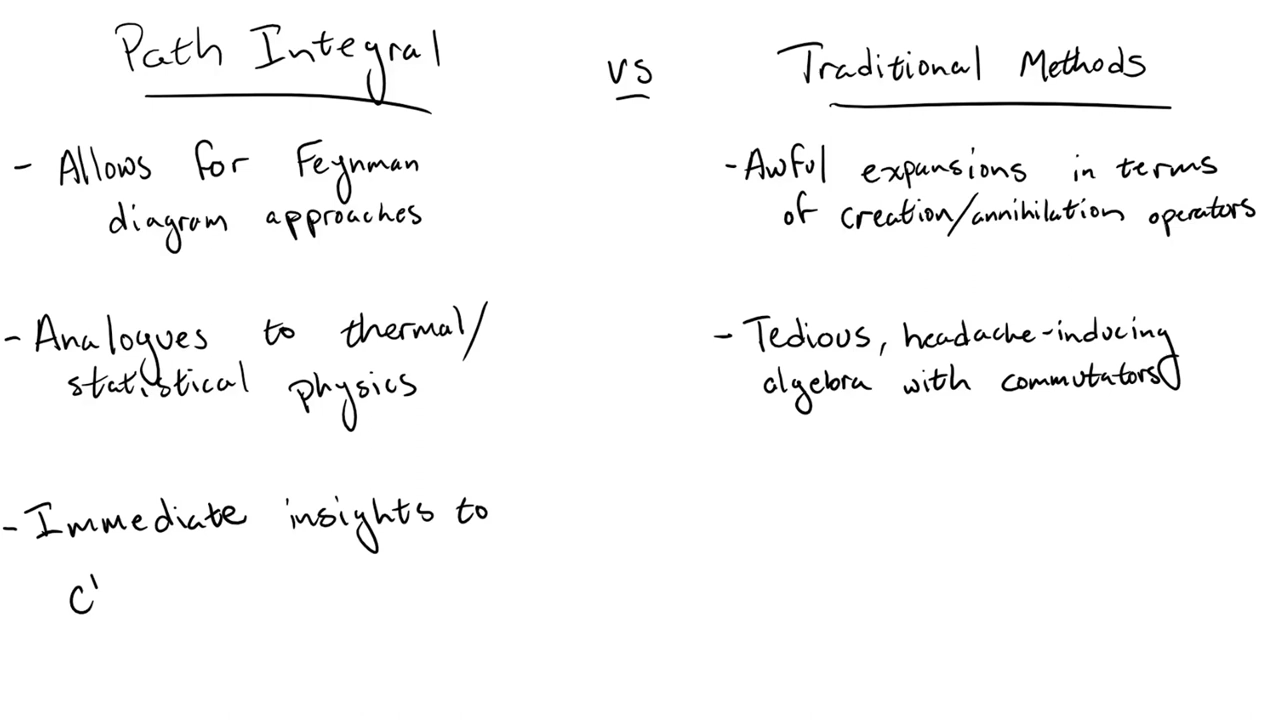 Path Integral
vs
Traditional Methods
- Allows for Feynman
diagram approaches
- Analogues to thermal/
statistical physics
- Immediate insights to
- Awful expansions in terms
of creation/annihilation operators
- Tedious, headache-inducing
algebra with commutators